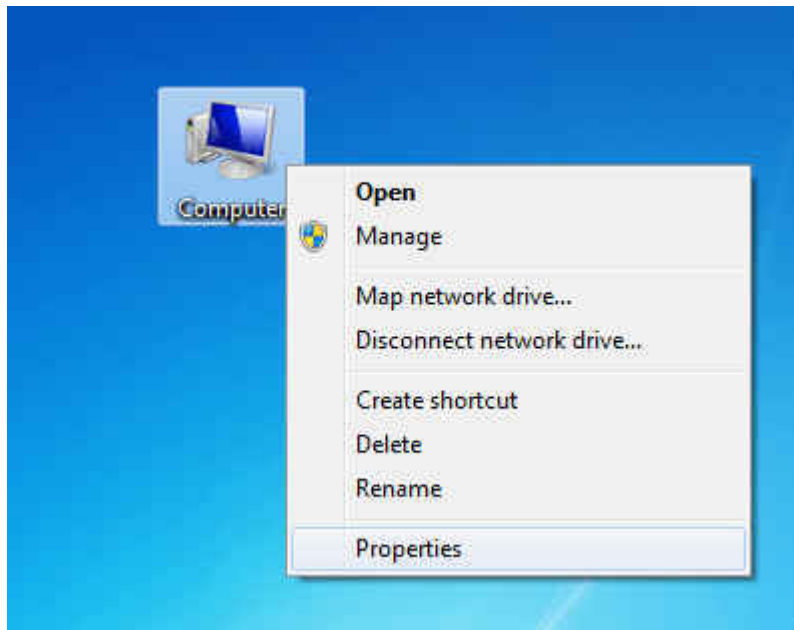 Computer
Open
Manage
Map network drive...
Disconnect network drive...
Create shortcut
Delete
Rename
Properties